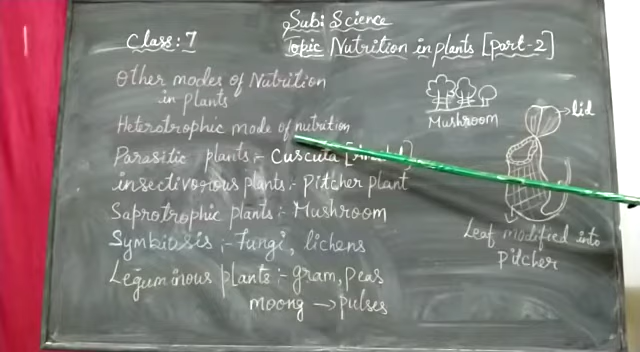 Sub: Science
Class: 7
Topic Nutrition in plants [part-2]
Other modes of Nutrition
in plants
Heterotrophic mode of nutrition
Parasitic plants:- Cuscuta
insectivorous plants:- Pitcher plant
Saprotrophic plants:- Mushroom
Symbiosis:- Fungi, lichens
Leguminous plants:- gram, peas
moong → pulses
Mushroom
lid
Leaf modified into
pitcher